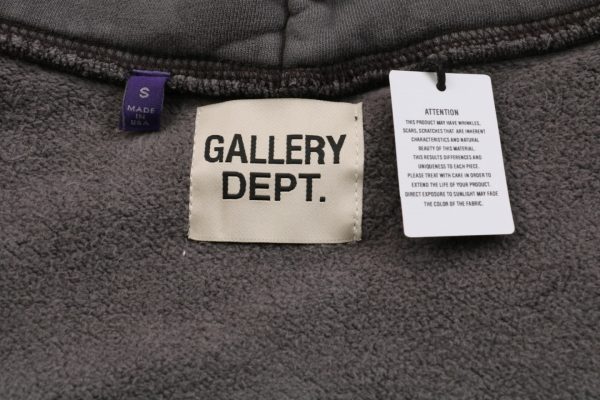 S
MADE IN
USA
GALLERY
DEPT.
ATTENTION
THIS PRODUCT MAY HAVE WRINKLES,
SCARS, SCRATCHES THAT ARE INHERENT
CHARACTERISTICS AND NATURAL
BEAUTY OF THIS MATERIAL.
THIS RESULTS DIFFERENCES AND
UNIQUENESS TO EACH PIECE.
PLEASE TREAT WITH CARE IN ORDER TO
EXTEND THE LIFE OF YOUR PRODUCT.
DIRECT EXPOSURE TO SUNLIGHT MAY FADE
THE COLOR OF THE FABRIC.